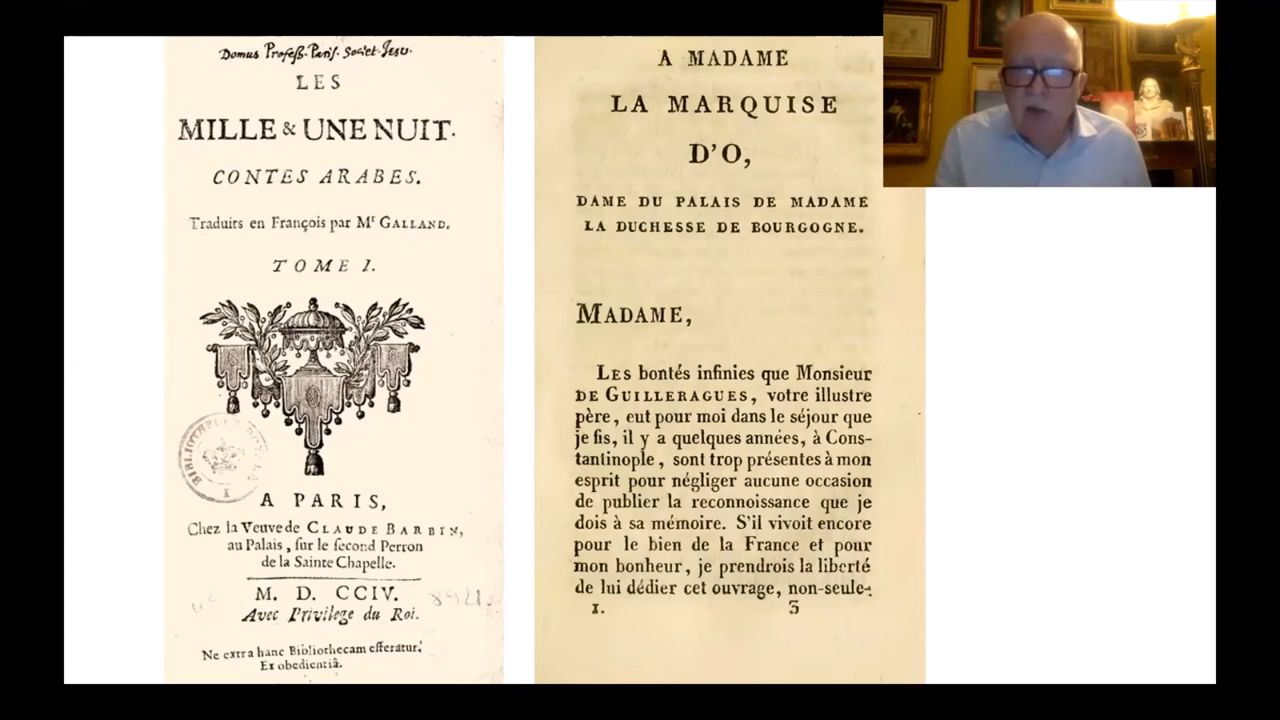 Domus Profess. Paris. Societ. Jesu.
LES
MILLE & UNE NUIT.
CONTES ARABES.
Traduits en François par Mr GALLAND.
TOME I.
A PARIS,
Chez la Veuve de CLAUDE BARBIN,
au Palais, sur le second Perron
de la Sainte Chapelle.
M. D. CCIV.
Avec Privilege du Roi.
Ne extra hanc Bibliothecam efferatur.
Ex obedientiâ.
A MADAME
LA MARQUISE
D'O,
DAME DU PALAIS DE MADAME
LA DUCHESSE DE BOURGOGNE.
MADAME,
LES bontés infinies que Monsieur
DE GUILLERAGUES, votre illustre
père, eut pour moi dans le séjour que
je fis, il y a quelques années, à Cons-
tantinople, sont trop présentes à mon
esprit pour négliger aucune occasion
de publier la reconnoissance que je
dois à sa mémoire. S'il vivoit encore
pour le bien de la France et pour
mon bonheur, je prendrois la liberté
de lui dédier cet ouvrage, non-seule-
I. 3